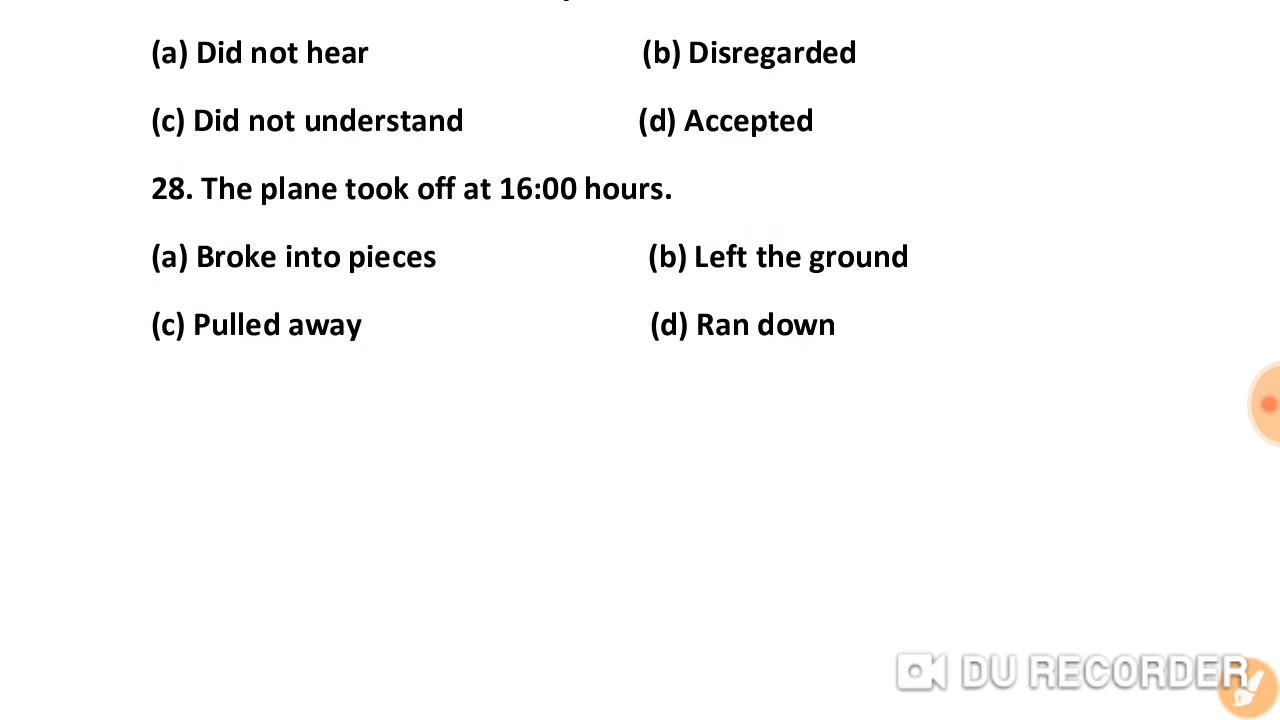 (a) Did not hear (b) Disregarded
(c) Did not understand (d) Accepted
28. The plane took off at 16:00 hours.
(a) Broke into pieces (b) Left the ground
(c) Pulled away (d) Ran down
DU RECORDER